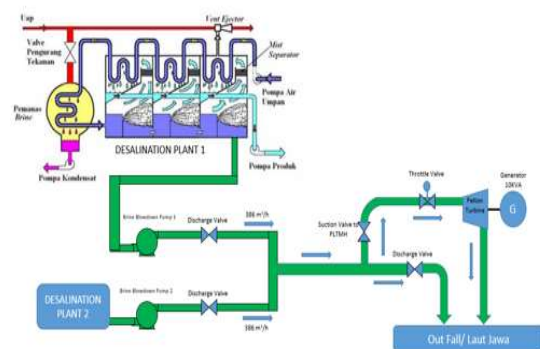 Uap
Vent Ejector
Valve
Pengurang
Tekanan
Mist
Separator
Pemanas
Brine
Pompa Air
Umpan
Pompa Kondensat
DESALINATION PLANT 1
Pompa Produk
Brine Blowdown Pump 1
Discharge Valve
386 m³/h
Suction Valve to
PLTMH
Throttle Valve
Pelton
Turbine
Generator
10KVA
G
Discharge Valve
DESALINATION
PLANT 2
Brine Blowdown Pump 2
Discharge Valve
386 m³/h
Out Fall/ Laut Jawa